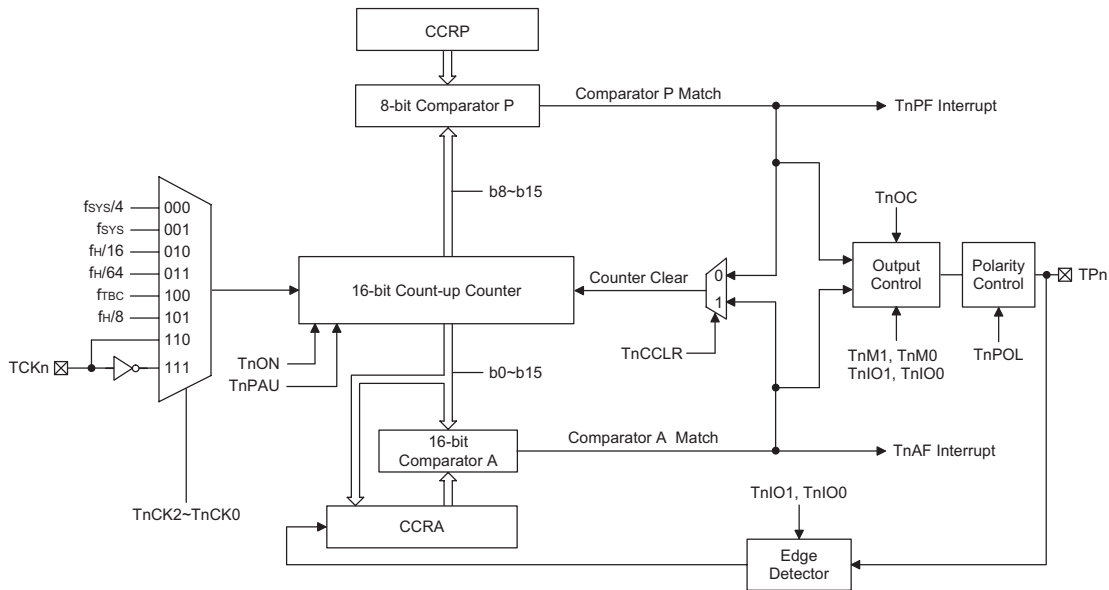 CCRP
8-bit Comparator P
Comparator P Match
TnPF Interrupt
b8~b15
fSYS/4
000
fSYS
001
fH/16
010
fH/64
011
fTBC
100
fH/8
101
110
TCKn
111
16-bit Count-up Counter
Counter Clear
0
1
TnOC
Output
Control
Polarity
Control
TPn
TnON
TnPAU
TnCCLR
TnM1, TnM0
TnIO1, TnIO0
TnPOL
b0~b15
16-bit
Comparator A
Comparator A Match
TnAF Interrupt
TnCK2~TnCK0
CCRA
TnIO1, TnIO0
Edge
Detector